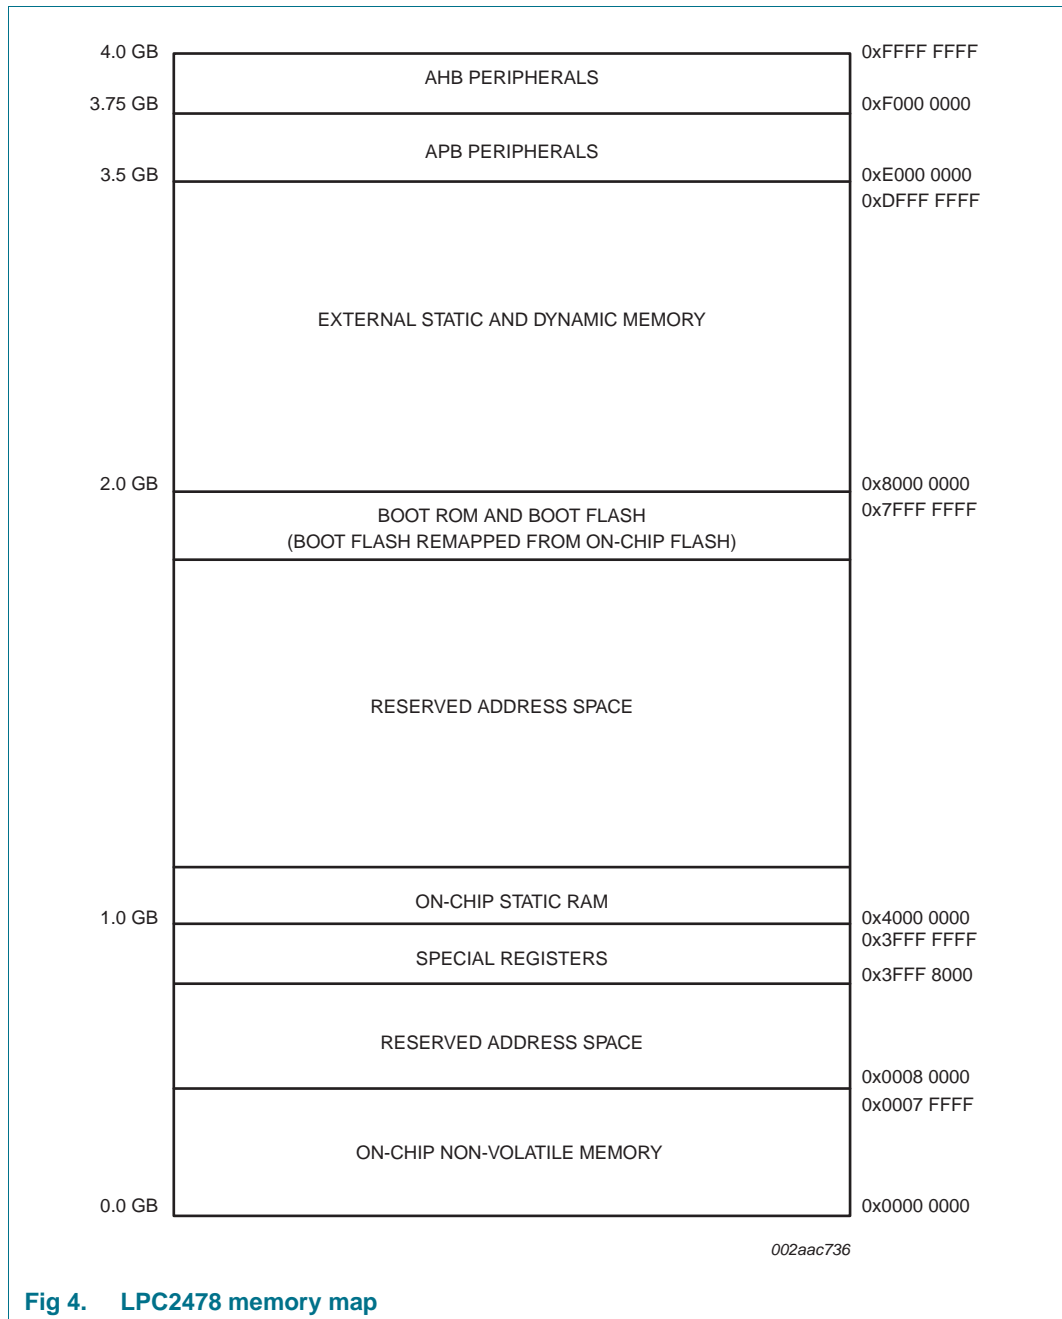 4.0 GB
0xFFFF FFFF
AHB PERIPHERALS
3.75 GB
0xF000 0000
APB PERIPHERALS
3.5 GB
0xE000 0000
0xDFFF FFFF
EXTERNAL STATIC AND DYNAMIC MEMORY
2.0 GB
0x8000 0000
0x7FFF FFFF
BOOT ROM AND BOOT FLASH
(BOOT FLASH REMAPPED FROM ON-CHIP FLASH)
RESERVED ADDRESS SPACE
ON-CHIP STATIC RAM
1.0 GB
0x4000 0000
0x3FFF FFFF
SPECIAL REGISTERS
0x3FFF 8000
RESERVED ADDRESS SPACE
0x0008 0000
0x0007 FFFF
ON-CHIP NON-VOLATILE MEMORY
0.0 GB
0x0000 0000
002aac736
Fig 4. LPC2478 memory map